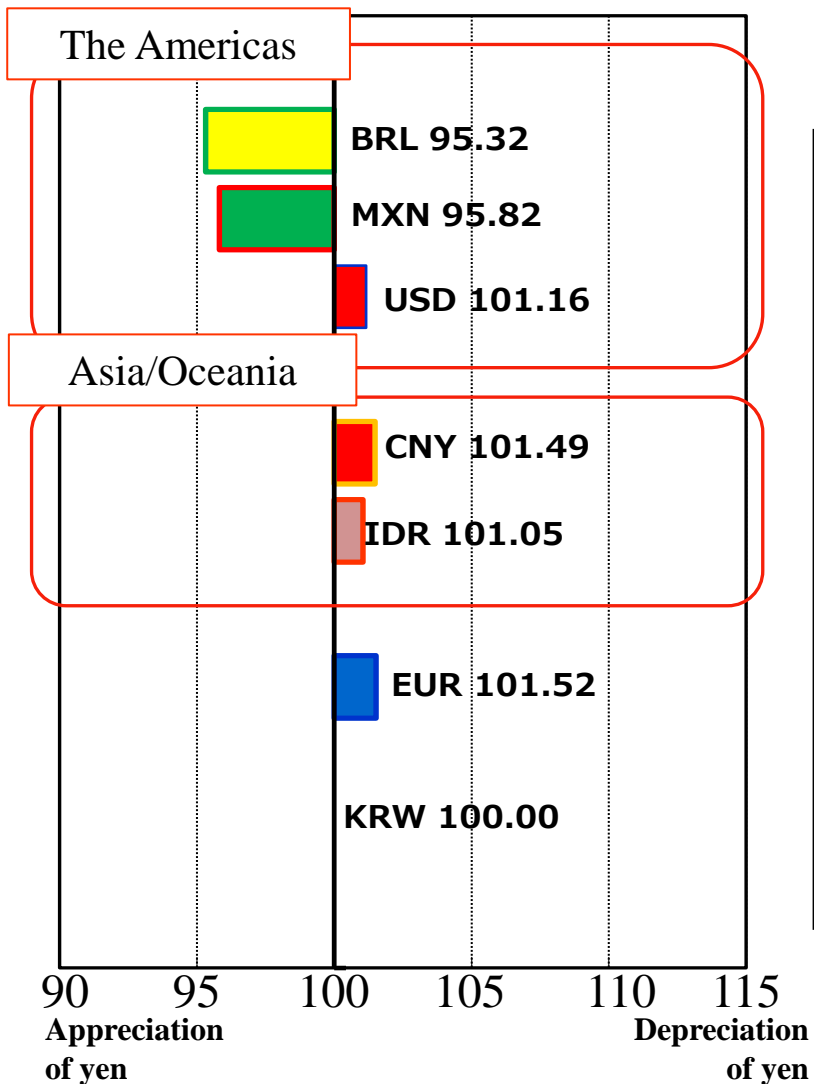 The Americas
BRL 95.32
MXN 95.82
USD 101.16
Asia/Oceania
CNY 101.49
IDR 101.05
EUR 101.52
KRW 100.00
90 95 100 105 110 115
Appreciation of yen
Depreciation of yen